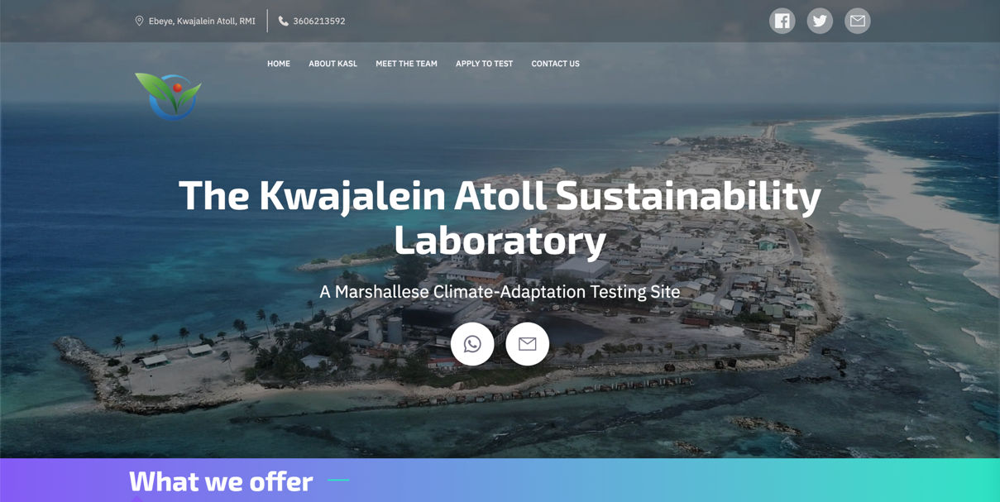 Ebeye, Kwajalein Atoll, RMI
3606213592
HOME ABOUT KASL MEET THE TEAM APPLY TO TEST CONTACT US
The Kwajalein Atoll Sustainability
Laboratory
A Marshallese Climate-Adaptation Testing Site
What we offer